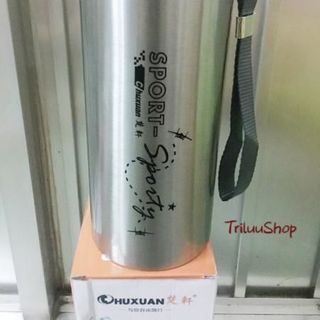 SPORT-
Chuxuan 楚轩
Sporty
TriluuShop
CHUXUAN 楚轩®